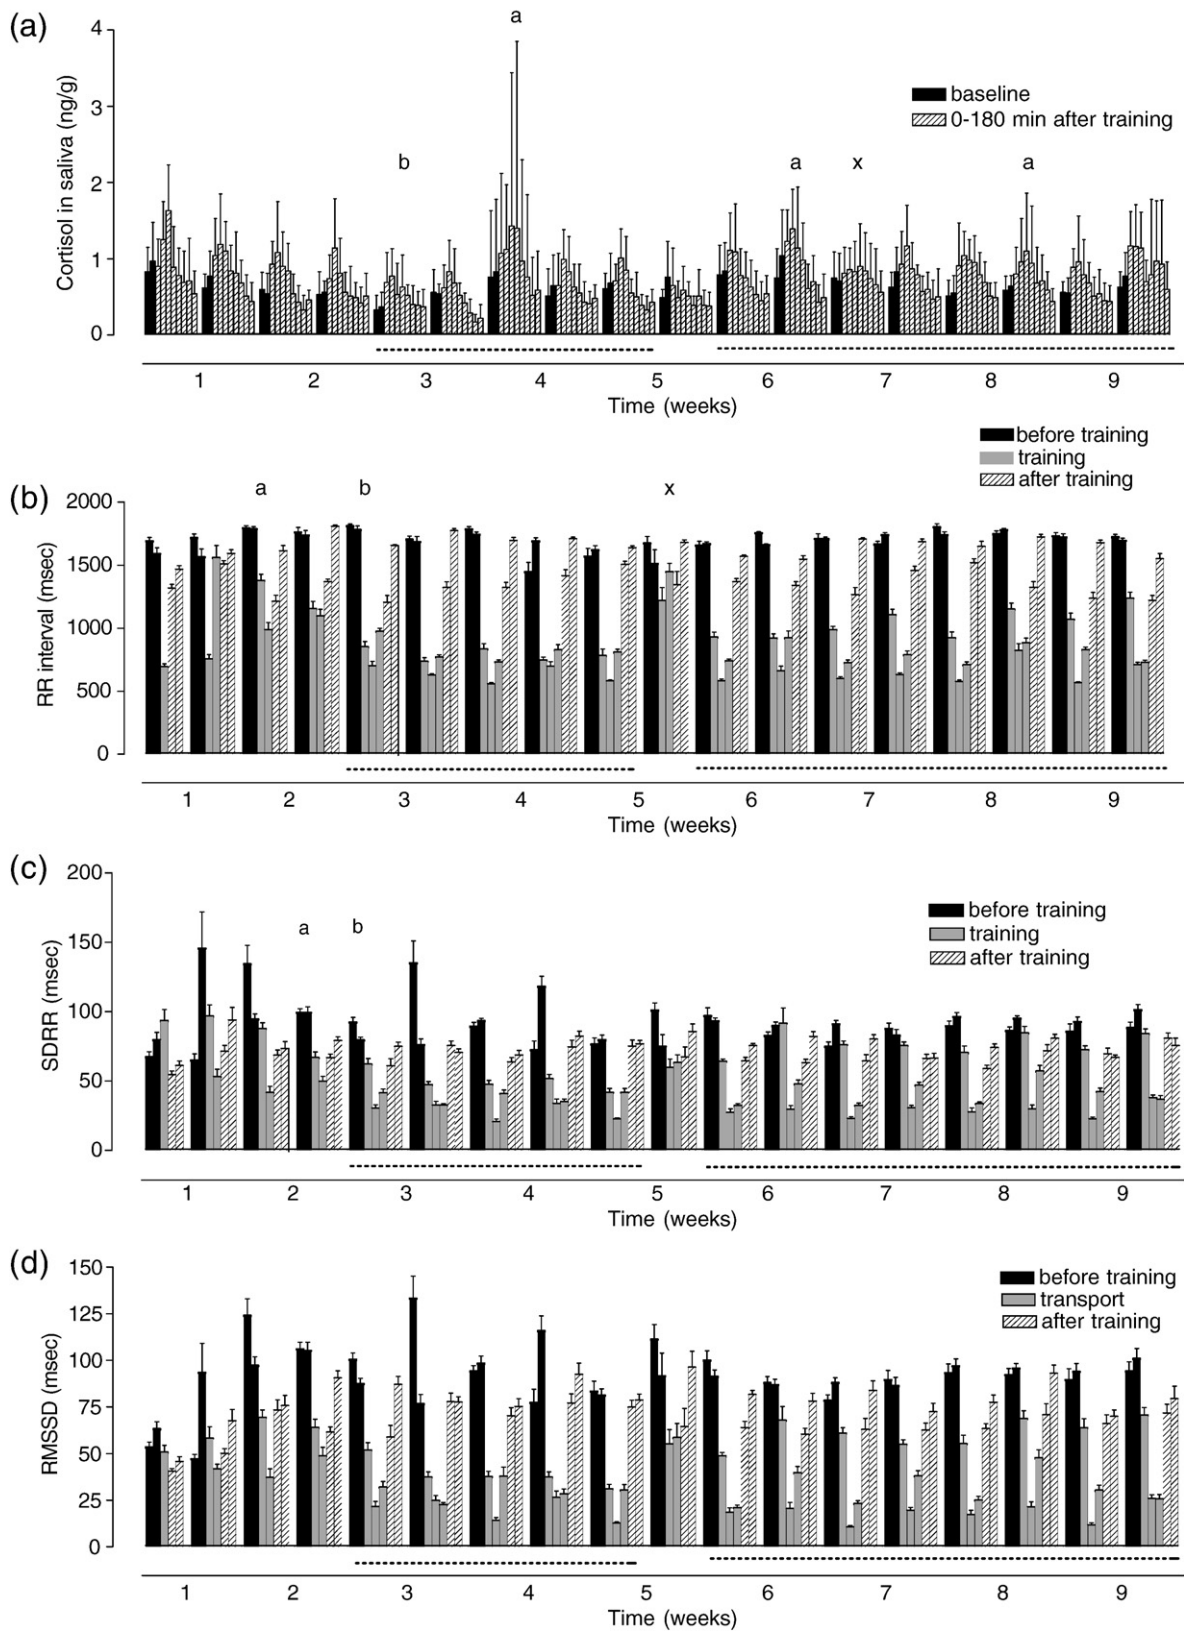 (a)
a
4
baseline
3
0-180 min after training
Cortisol in saliva (ng/g)
b
a
x
a
2
1
0
1 2 3 4 5 6 7 8 9
Time (weeks)
before training
training
after training
(b)
a
b
x
2000
1500
RR interval (msec)
1000
500
0
1 2 3 4 5 6 7 8 9
Time (weeks)
(c)
200
before training
training
after training
a
b
150
SDRR (msec)
100
50
0
1 2 3 4 5 6 7 8 9
Time (weeks)
(d)
150
before training
transport
after training
125
100
RMSSD (msec)
75
50
25
0
1 2 3 4 5 6 7 8 9
Time (weeks)